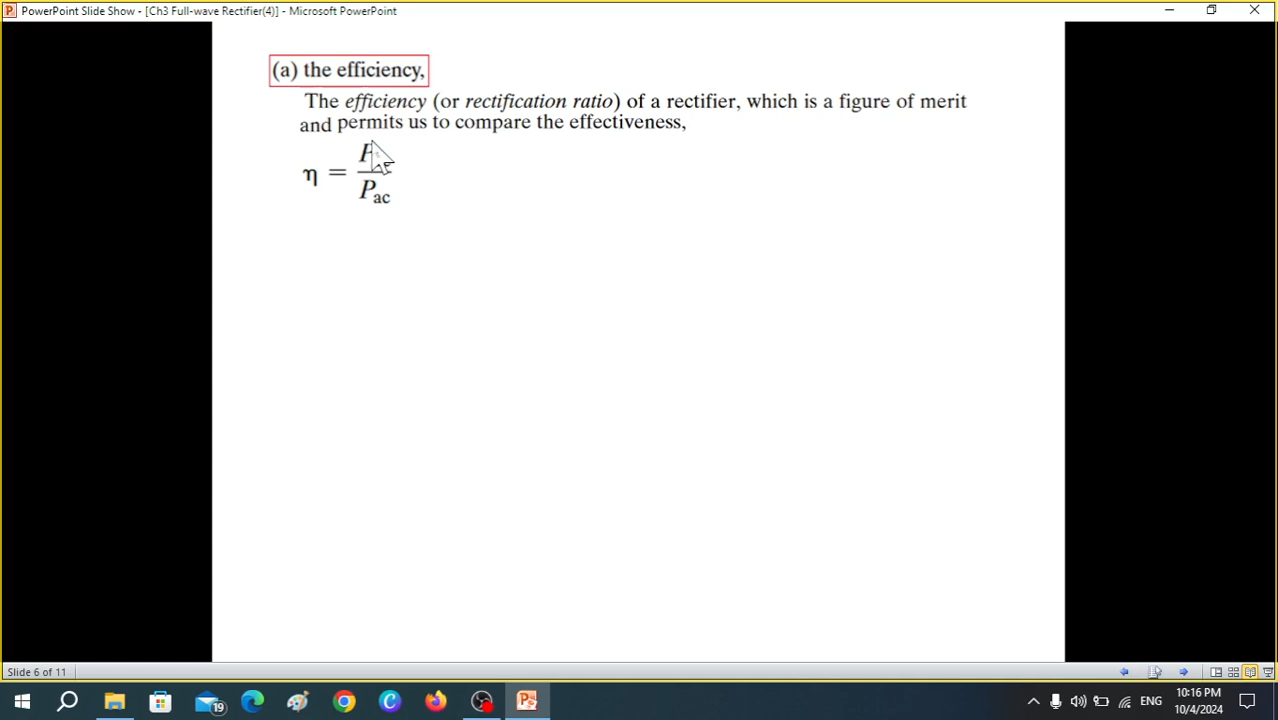 PowerPoint Slide Show - [Ch3 Full-wave Rectifier(4)] - Microsoft PowerPoint
(a) the efficiency,
The efficiency (or rectification ratio) of a rectifier, which is a figure of merit
and permits us to compare the effectiveness,
η = P / Pac
Slide 6 of 11
19
ENG
10:16 PM
10/4/2024